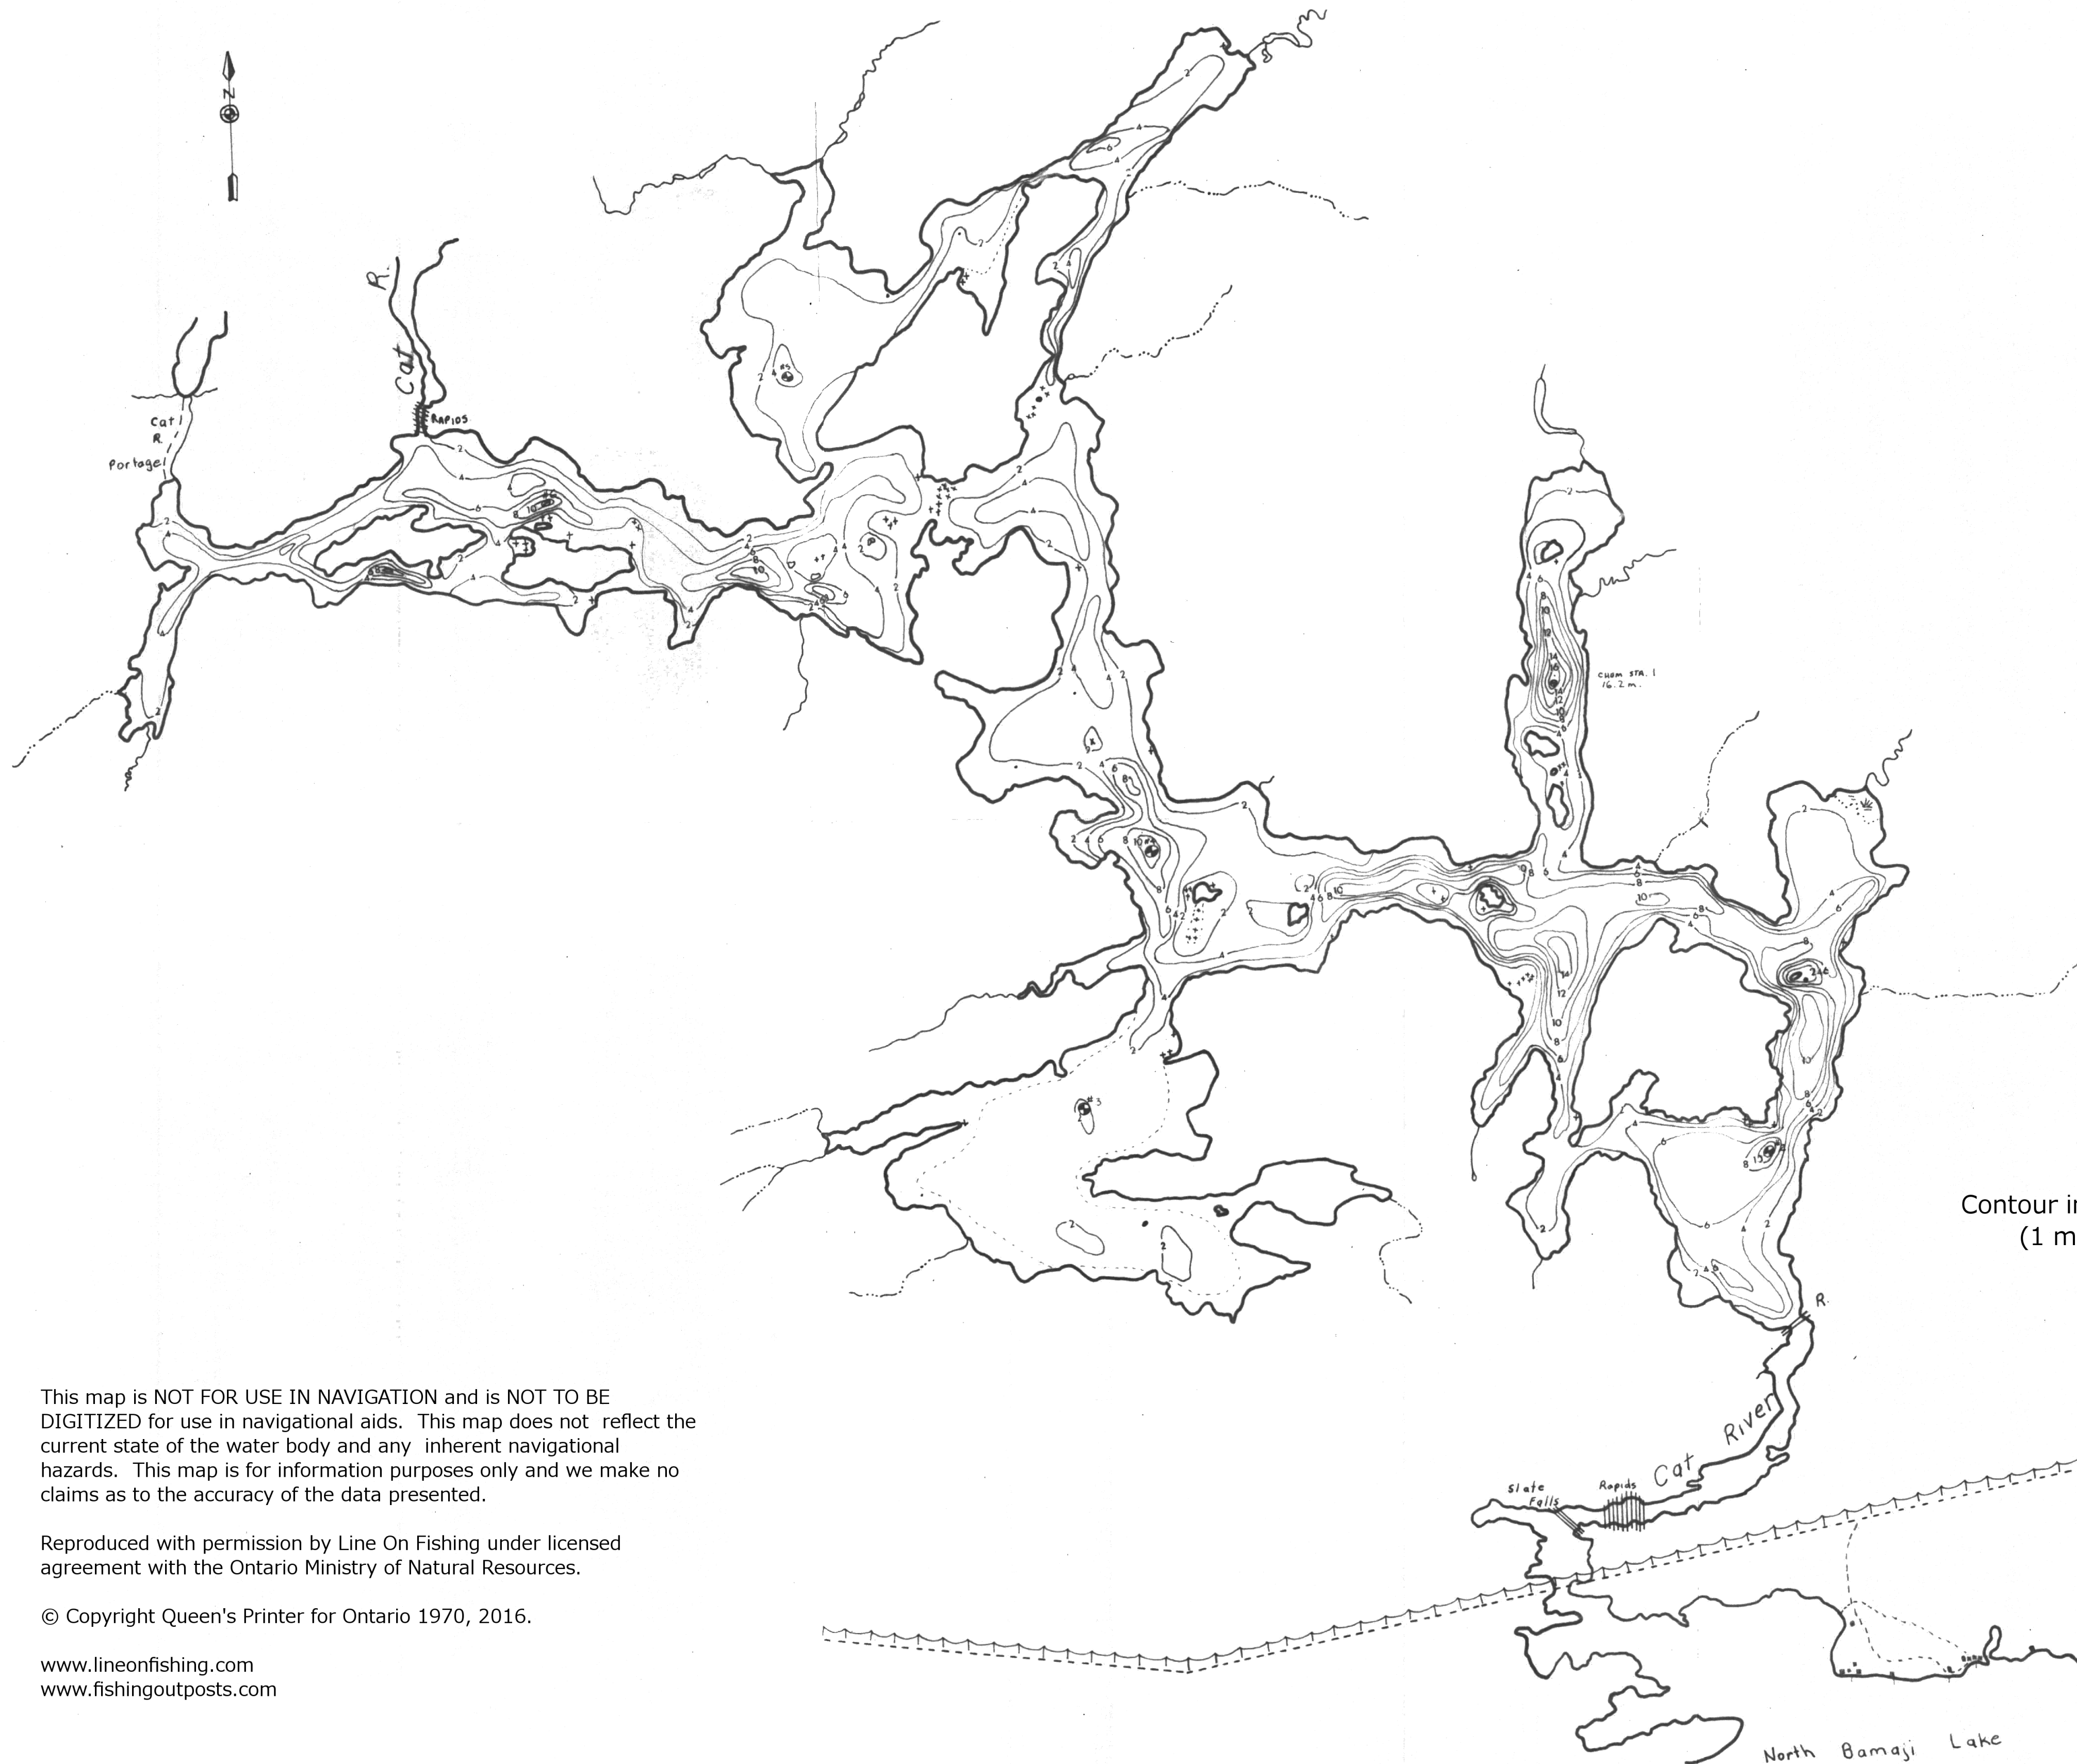 N
R.
Cat
RAPIDS
Cat
R.
Portage
CHEM STA. 1
16.2 m.
#5
#4
#3
Contour in
(1 m
R.
Cat River
Slate
Falls
Rapids
North Bamaji Lake
This map is NOT FOR USE IN NAVIGATION and is NOT TO BE
DIGITIZED for use in navigational aids.  This map does not  reflect the
current state of the water body and any  inherent navigational
hazards.  This map is for information purposes only and we make no
claims as to the accuracy of the data presented.
Reproduced with permission by Line On Fishing under licensed
agreement with the Ontario Ministry of Natural Resources.
© Copyright Queen's Printer for Ontario 1970, 2016.
www.lineonfishing.com
www.fishingoutposts.com